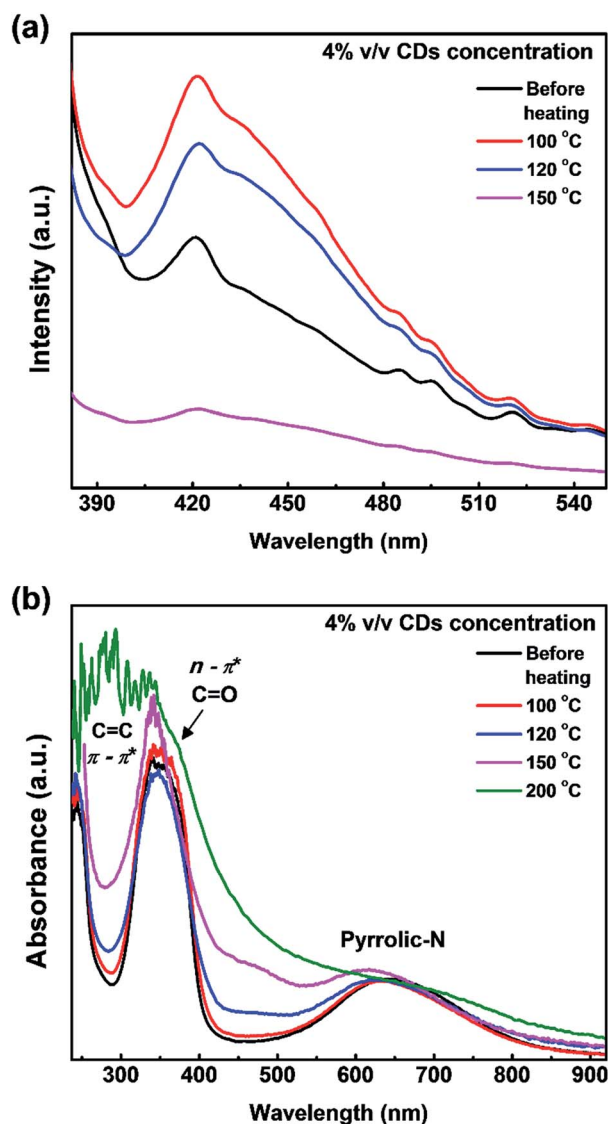 (a)
4% v/v CDs concentration
Before
heating
100 °C
120 °C
150 °C
Intensity (a.u.)
390 420 450 480 510 540
Wavelength (nm)
(b)
4% v/v CDs concentration
Before
heating
100 °C
120 °C
150 °C
200 °C
n - π*
C=O
C=C
π - π*
Pyrrolic-N
Absorbance (a.u.)
300 400 500 600 700 800 900
Wavelength (nm)